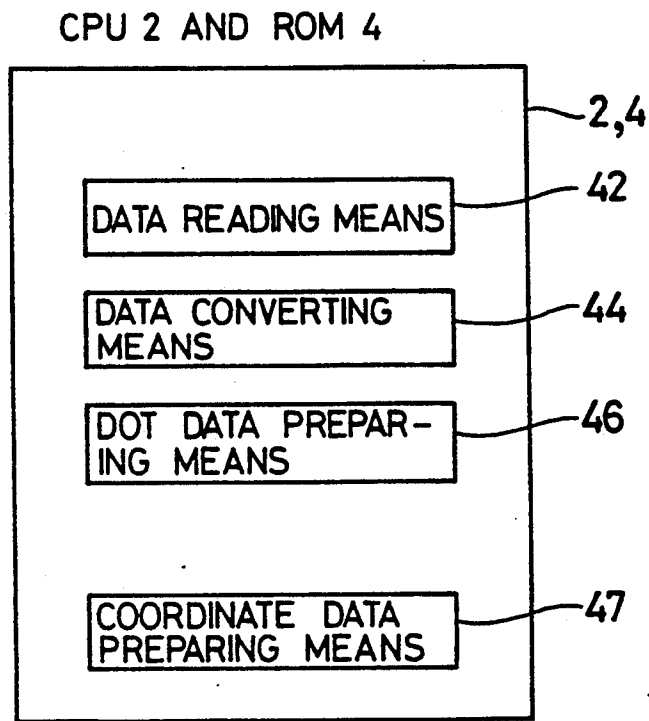 CPU 2 AND ROM 4
2,4
DATA READING MEANS
42
DATA CONVERTING
MEANS
44
DOT DATA PREPAR-
ING MEANS
46
COORDINATE DATA
PREPARING MEANS
47